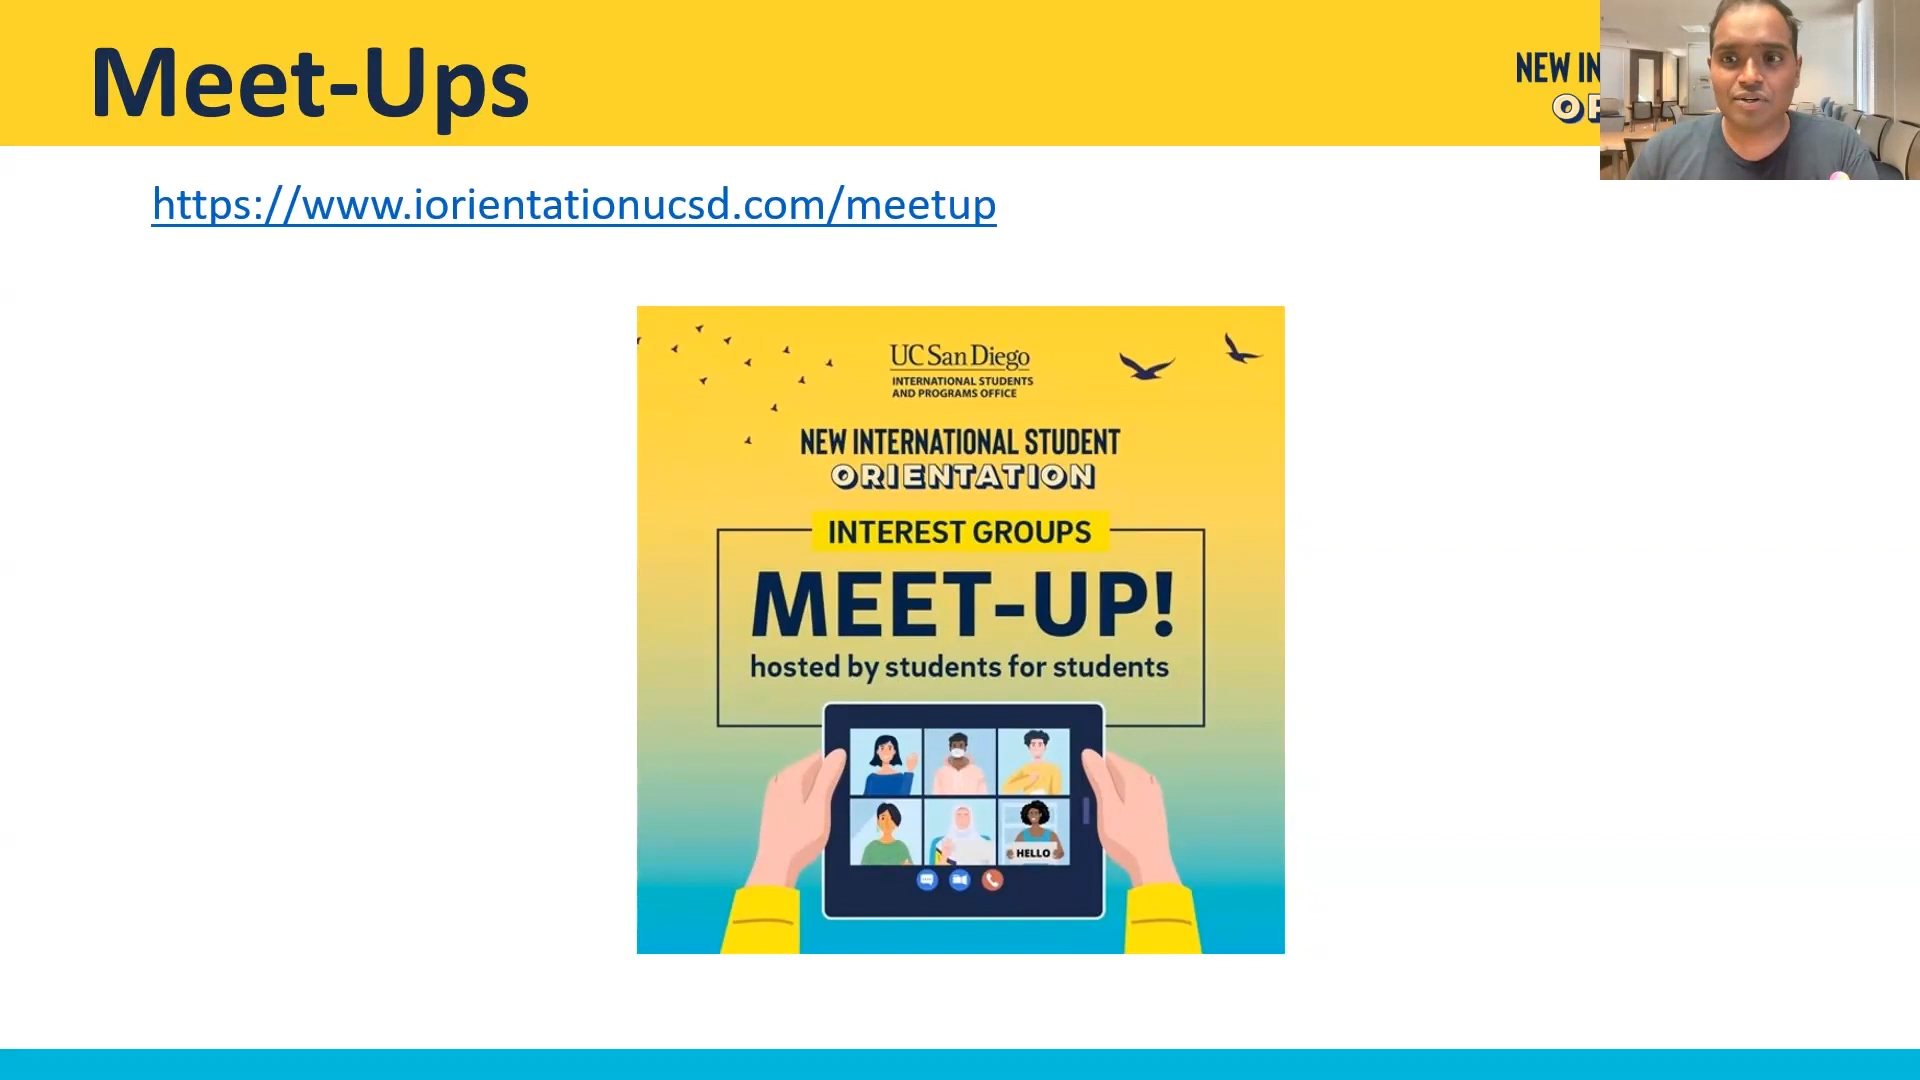 Meet-Ups
NEW IN
https://www.iorientationucsd.com/meetup
UC San Diego
INTERNATIONAL STUDENTS
AND PROGRAMS OFFICE
NEW INTERNATIONAL STUDENT
ORIENTATION
INTEREST GROUPS
MEET-UP!
hosted by students for students
HELLO